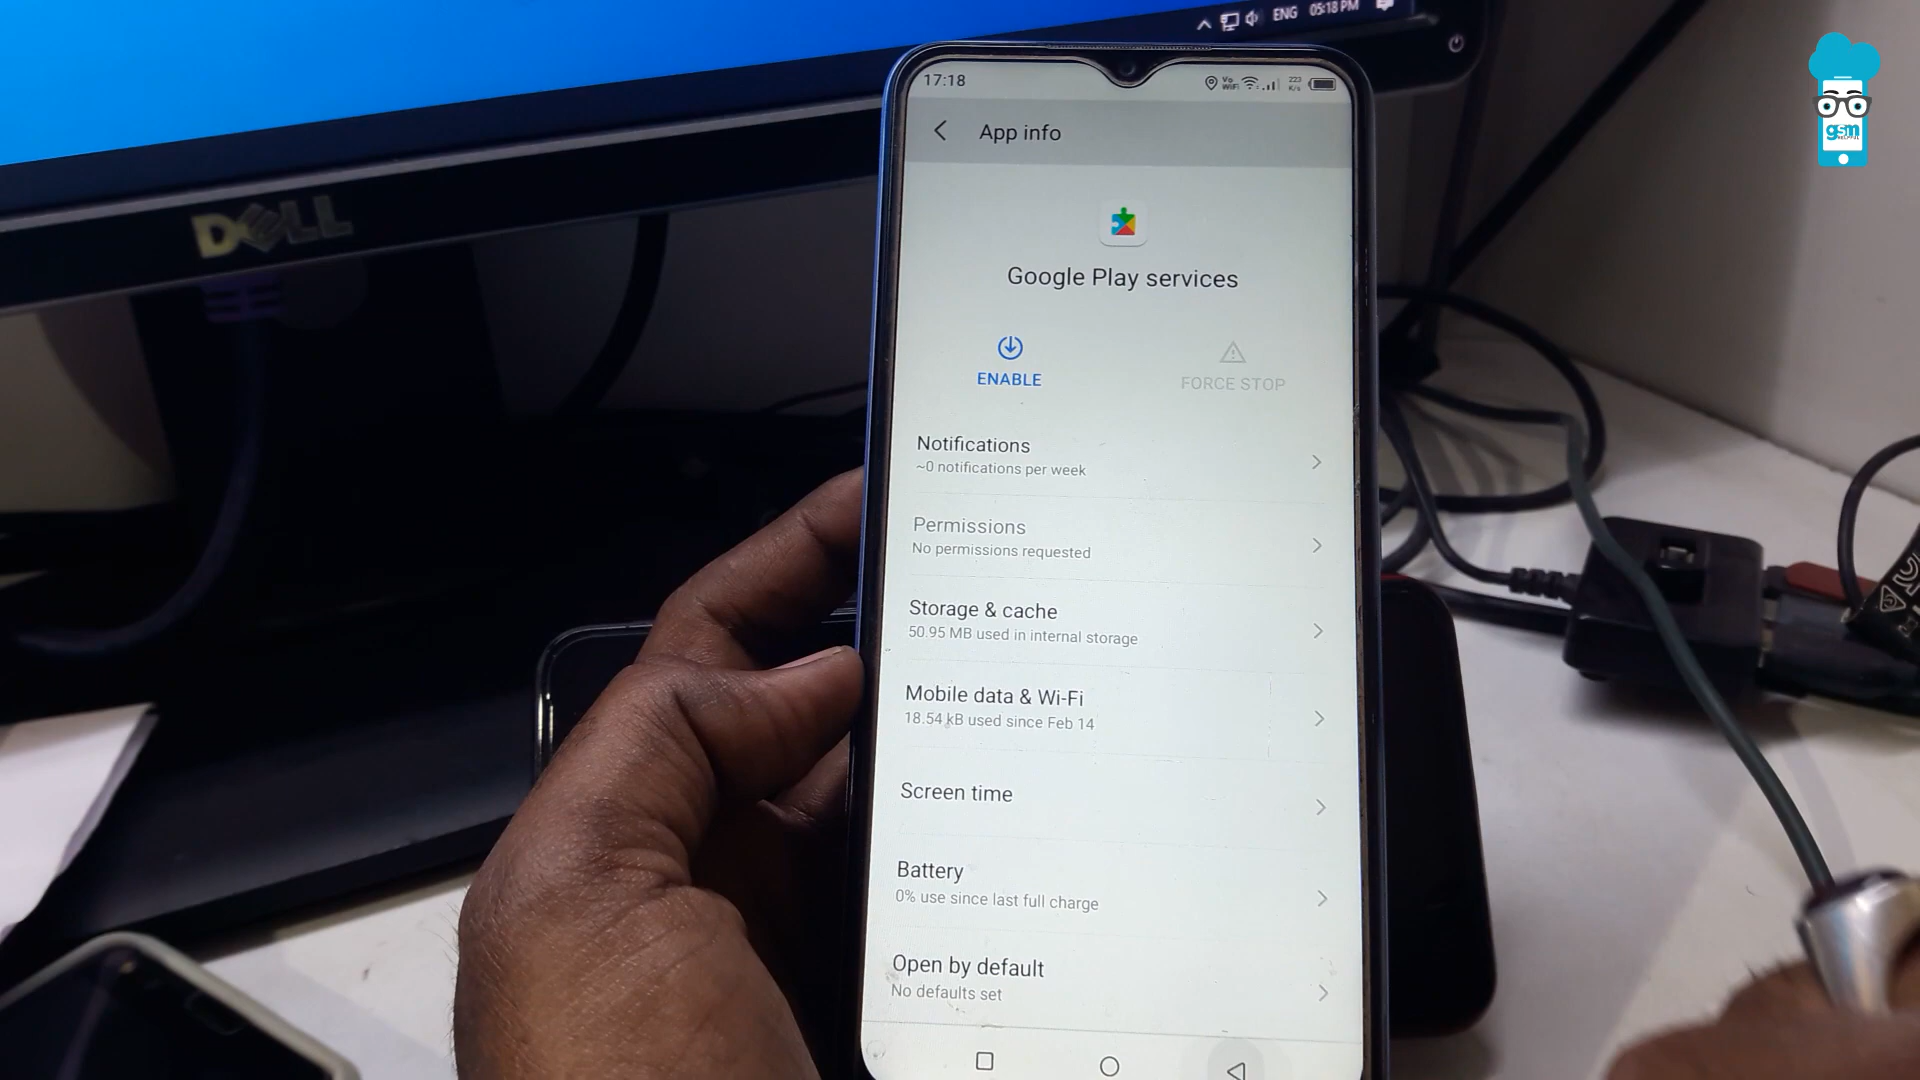 ENG 05:18 PM
DELL
gsm
17:18
Vo
WiFi
223
K/s
App info
Google Play services
ENABLE
FORCE STOP
Notifications
~0 notifications per week
Permissions
No permissions requested
Storage & cache
50.95 MB used in internal storage
Mobile data & Wi-Fi
18.54 kB used since Feb 14
Screen time
Battery
0% use since last full charge
Open by default
No defaults set